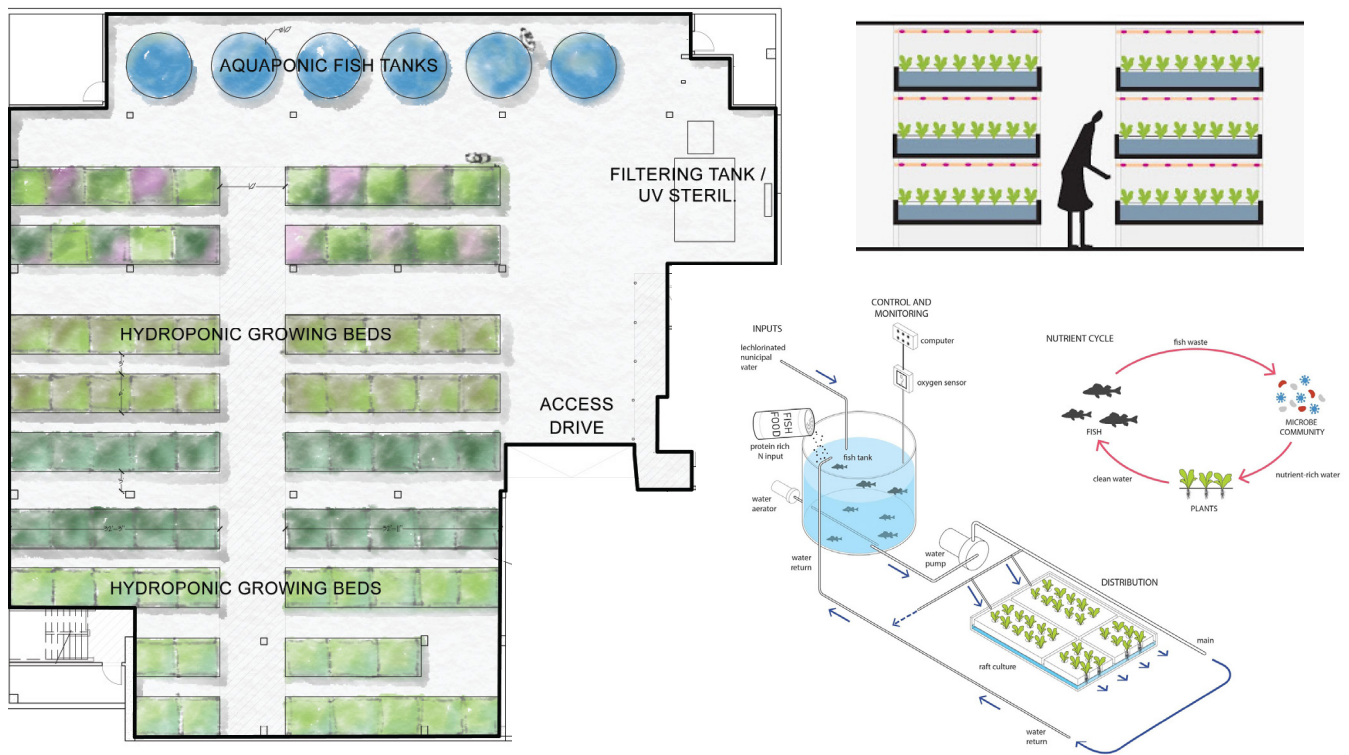 AQUAPONIC FISH TANKS
FILTERING TANK /
UV STERIL.
HYDROPONIC GROWING BEDS
ACCESS
DRIVE
HYDROPONIC GROWING BEDS
INPUTS
lechlorinated
nunicipal
vater
CONTROL AND
MONITORING
computer
oxygen sensor
FISH
FOOD
protein rich
N input
fish tank
water
aerator
water
return
water
pump
DISTRIBUTION
main
raft culture
water
return
NUTRIENT CYCLE
fish waste
FISH
MICROBE
COMMUNITY
clean water
nutrient-rich water
PLANTS